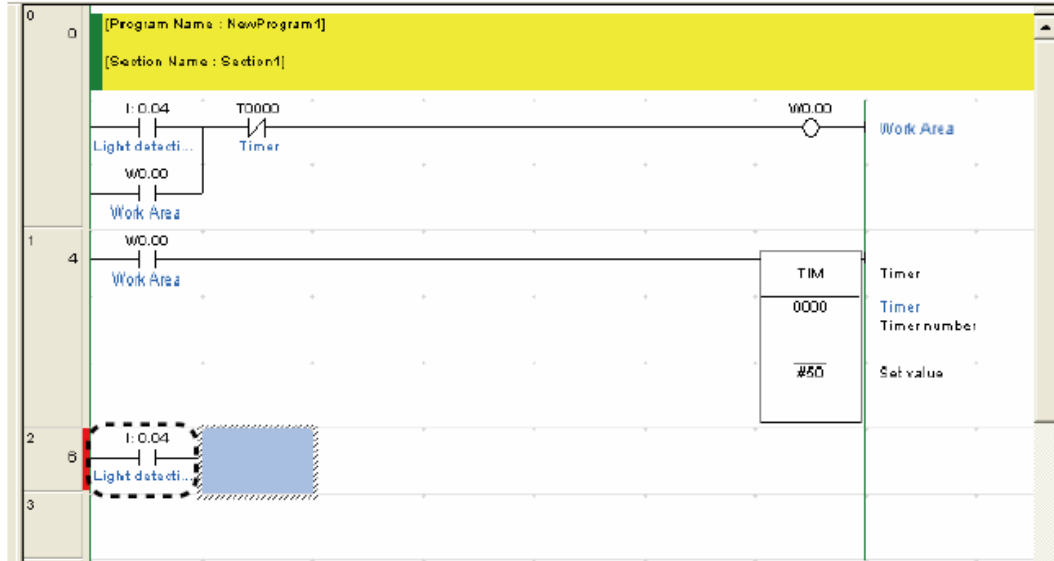 0
0
[Program Name : NewProgram1]
[Section Name : Section1]
I: 0.04
T0000
W0.00
Light detecti...
Timer
Work Area
W0.00
Work Area
1
4
W0.00
Work Area
TIM
Timer
0000
Timer
Timer number
#50
Set value
2
6
I: 0.04
Light detecti...
3